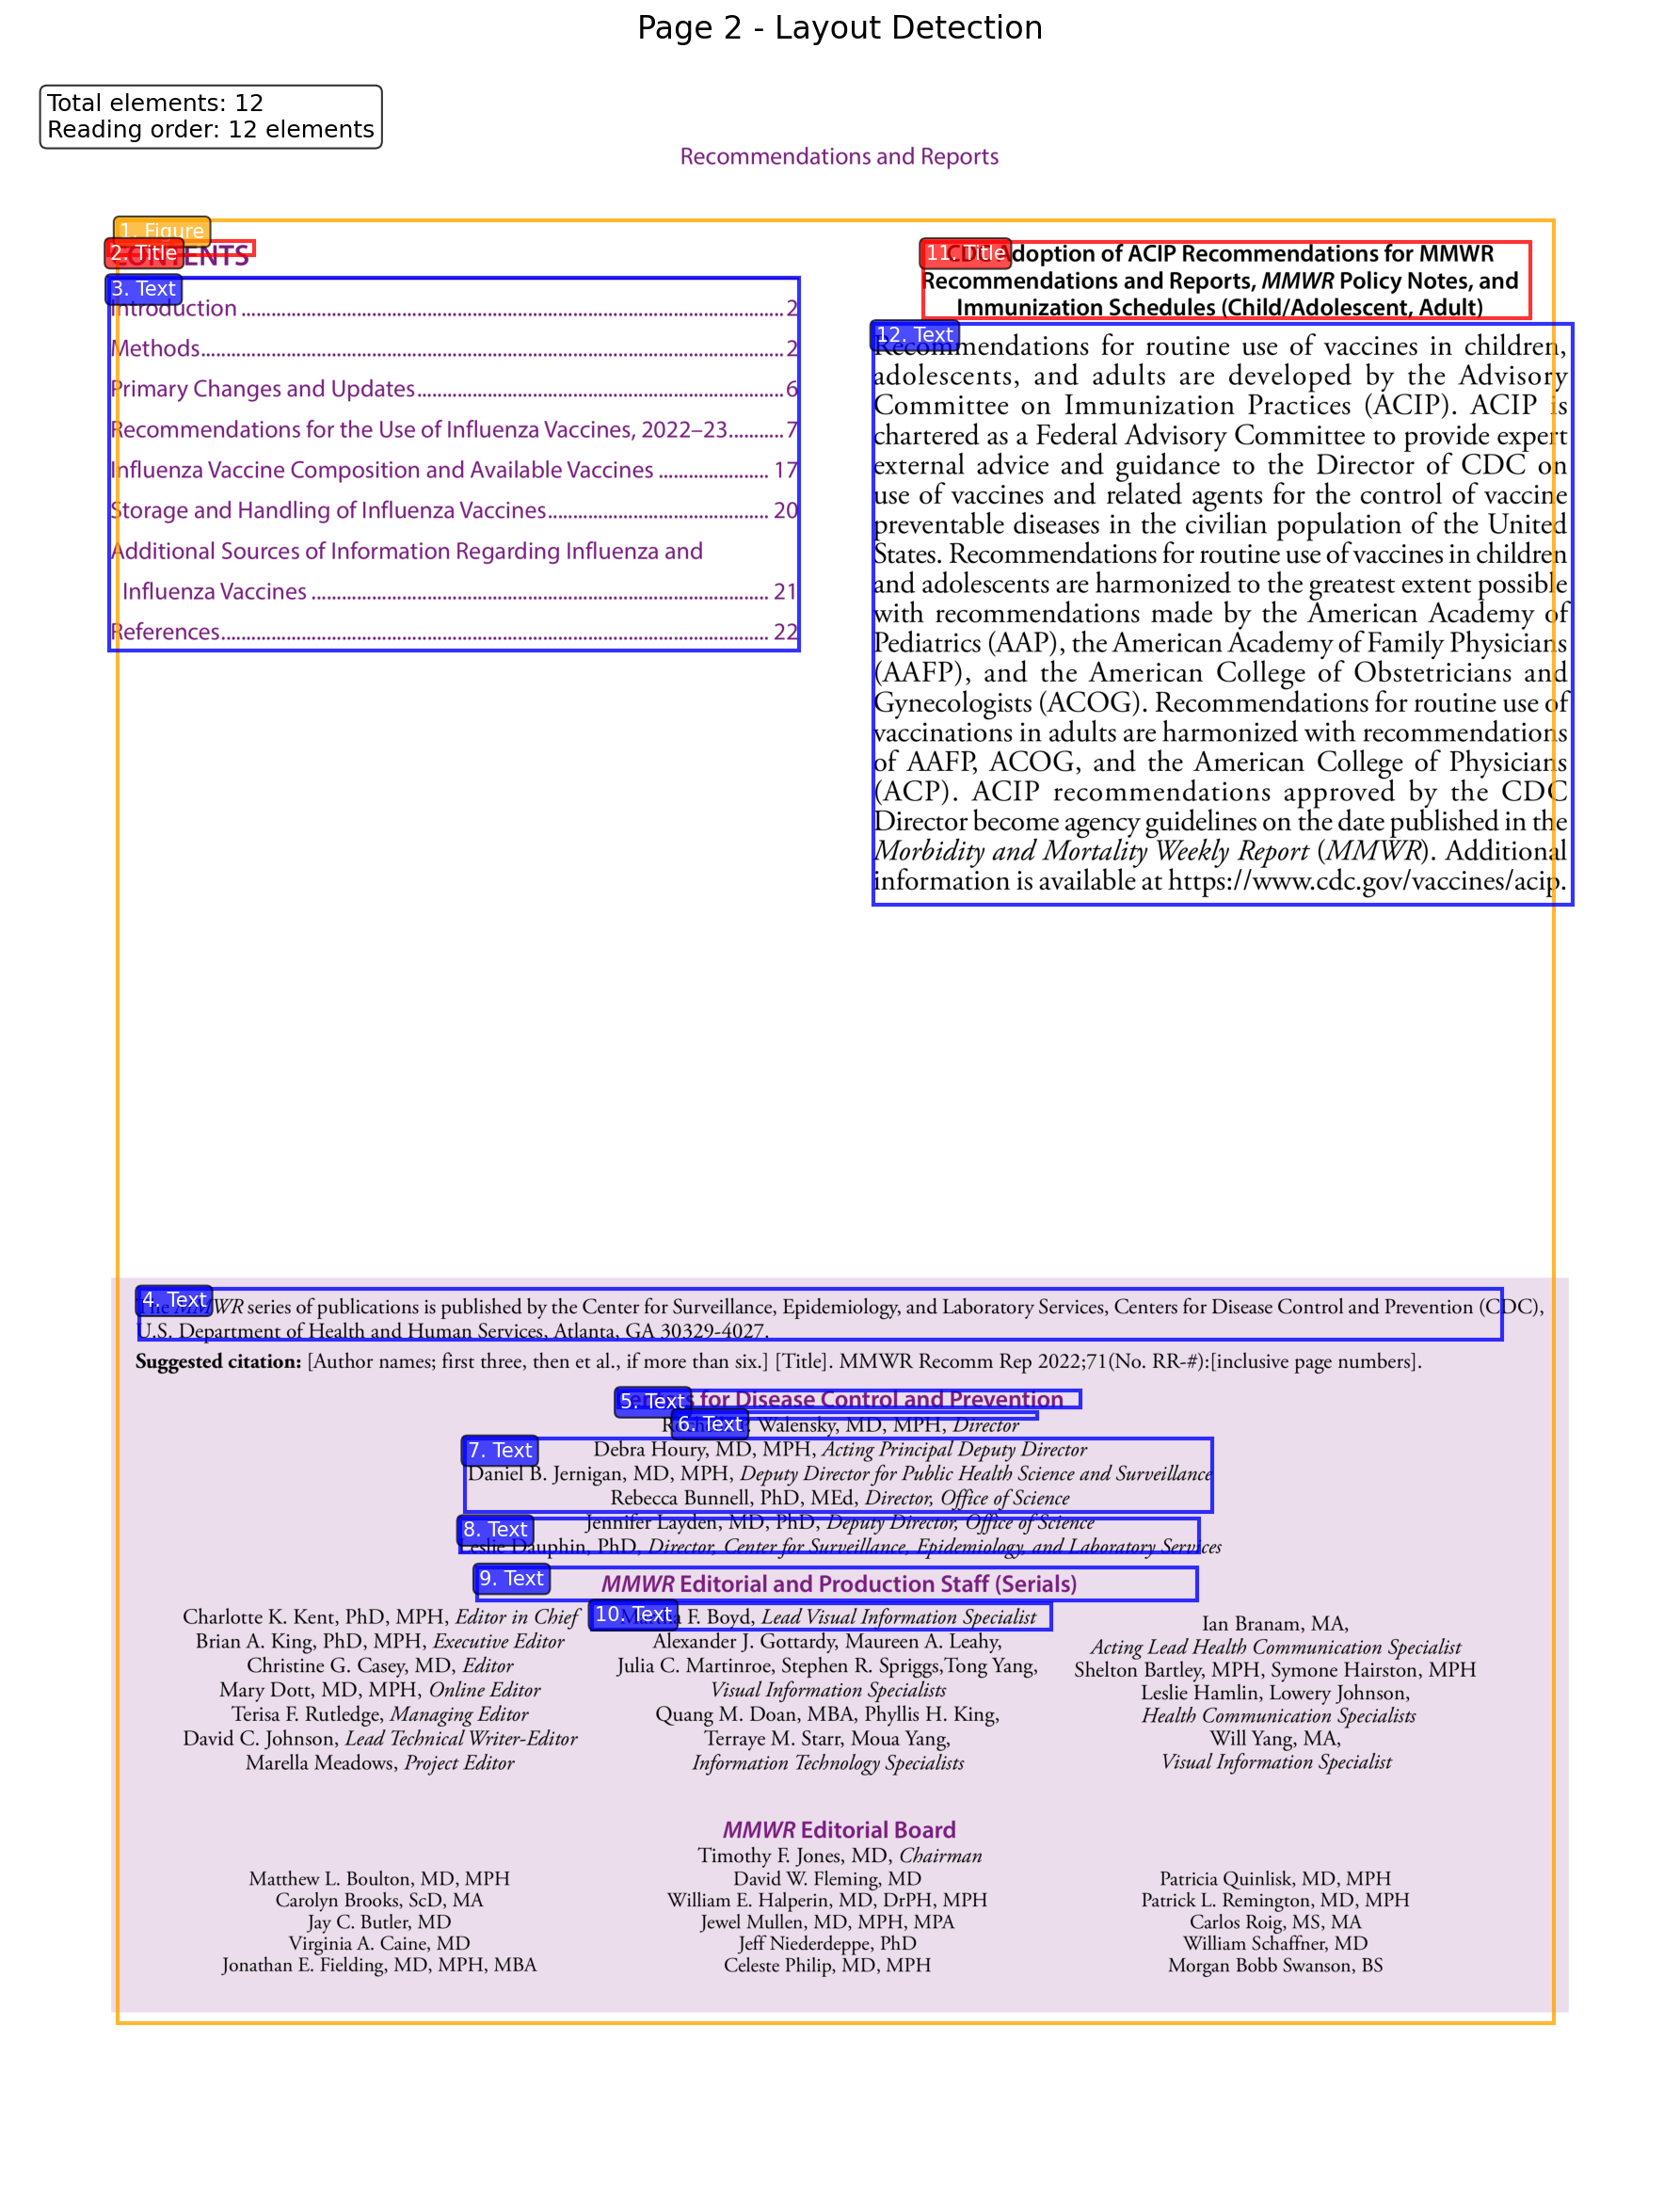 Page 2 - Layout Detection
Total elements: 12
Reading order: 12 elements
Recommendations and Reports
1. Figure
2. Title
ENTS
3. Text
Introduction ........ 2
Methods........ 2
Primary Changes and Updates........ 6
Recommendations for the Use of Influenza Vaccines, 2022–23........ 7
Influenza Vaccine Composition and Available Vaccines ........ 17
Storage and Handling of Influenza Vaccines........ 20
Additional Sources of Information Regarding Influenza and
Influenza Vaccines ........ 21
References........ 22
11. Title
Adoption of ACIP Recommendations for MMWR
Recommendations and Reports, MMWR Policy Notes, and
Immunization Schedules (Child/Adolescent, Adult)
12. Text
Recommendations for routine use of vaccines in children,
adolescents, and adults are developed by the Advisory
Committee on Immunization Practices (ACIP). ACIP is
chartered as a Federal Advisory Committee to provide expert
external advice and guidance to the Director of CDC on
use of vaccines and related agents for the control of vaccine
preventable diseases in the civilian population of the United
States. Recommendations for routine use of vaccines in children
and adolescents are harmonized to the greatest extent possible
with recommendations made by the American Academy of
Pediatrics (AAP), the American Academy of Family Physicians
(AAFP), and the American College of Obstetricians and
Gynecologists (ACOG). Recommendations for routine use of
vaccinations in adults are harmonized with recommendations
of AAFP, ACOG, and the American College of Physicians
(ACP). ACIP recommendations approved by the CDC
Director become agency guidelines on the date published in the
Morbidity and Mortality Weekly Report (MMWR). Additional
information is available at https://www.cdc.gov/vaccines/acip.
4. Text
The MMWR series of publications is published by the Center for Surveillance, Epidemiology, and Laboratory Services, Centers for Disease Control and Prevention (CDC),
U.S. Department of Health and Human Services, Atlanta, GA 30329-4027.
Suggested citation: [Author names; first three, then et al., if more than six.] [Title]. MMWR Recomm Rep 2022;71(No. RR-#):[inclusive page numbers].
5. Text
for Disease Control and Prevention
6. Text
Walensky, MD, MPH, Director
7. Text
Debra Houry, MD, MPH, Acting Principal Deputy Director
Daniel B. Jernigan, MD, MPH, Deputy Director for Public Health Science and Surveillance
Rebecca Bunnell, PhD, MEd, Director, Office of Science
8. Text
Jennifer Layden, MD, PhD, Deputy Director, Office of Science
Leslie Dauphin, PhD, Director, Center for Surveillance, Epidemiology, and Laboratory Services
9. Text
MMWR Editorial and Production Staff (Serials)
Charlotte K. Kent, PhD, MPH, Editor in Chief
Brian A. King, PhD, MPH, Executive Editor
Christine G. Casey, MD, Editor
Mary Dott, MD, MPH, Online Editor
Terisa F. Rutledge, Managing Editor
David C. Johnson, Lead Technical Writer-Editor
Marella Meadows, Project Editor
10. Text
F. Boyd, Lead Visual Information Specialist
Alexander J. Gottardy, Maureen A. Leahy,
Julia C. Martinroe, Stephen R. Spriggs,Tong Yang,
Visual Information Specialists
Quang M. Doan, MBA, Phyllis H. King,
Terraye M. Starr, Moua Yang,
Information Technology Specialists
Ian Branam, MA,
Acting Lead Health Communication Specialist
Shelton Bartley, MPH, Symone Hairston, MPH
Leslie Hamlin, Lowery Johnson,
Health Communication Specialists
Will Yang, MA,
Visual Information Specialist
MMWR Editorial Board
Timothy F. Jones, MD, Chairman
Matthew L. Boulton, MD, MPH
Carolyn Brooks, ScD, MA
Jay C. Butler, MD
Virginia A. Caine, MD
Jonathan E. Fielding, MD, MPH, MBA
David W. Fleming, MD
William E. Halperin, MD, DrPH, MPH
Jewel Mullen, MD, MPH, MPA
Jeff Niederdeppe, PhD
Celeste Philip, MD, MPH
Patricia Quinlisk, MD, MPH
Patrick L. Remington, MD, MPH
Carlos Roig, MS, MA
William Schaffner, MD
Morgan Bobb Swanson, BS